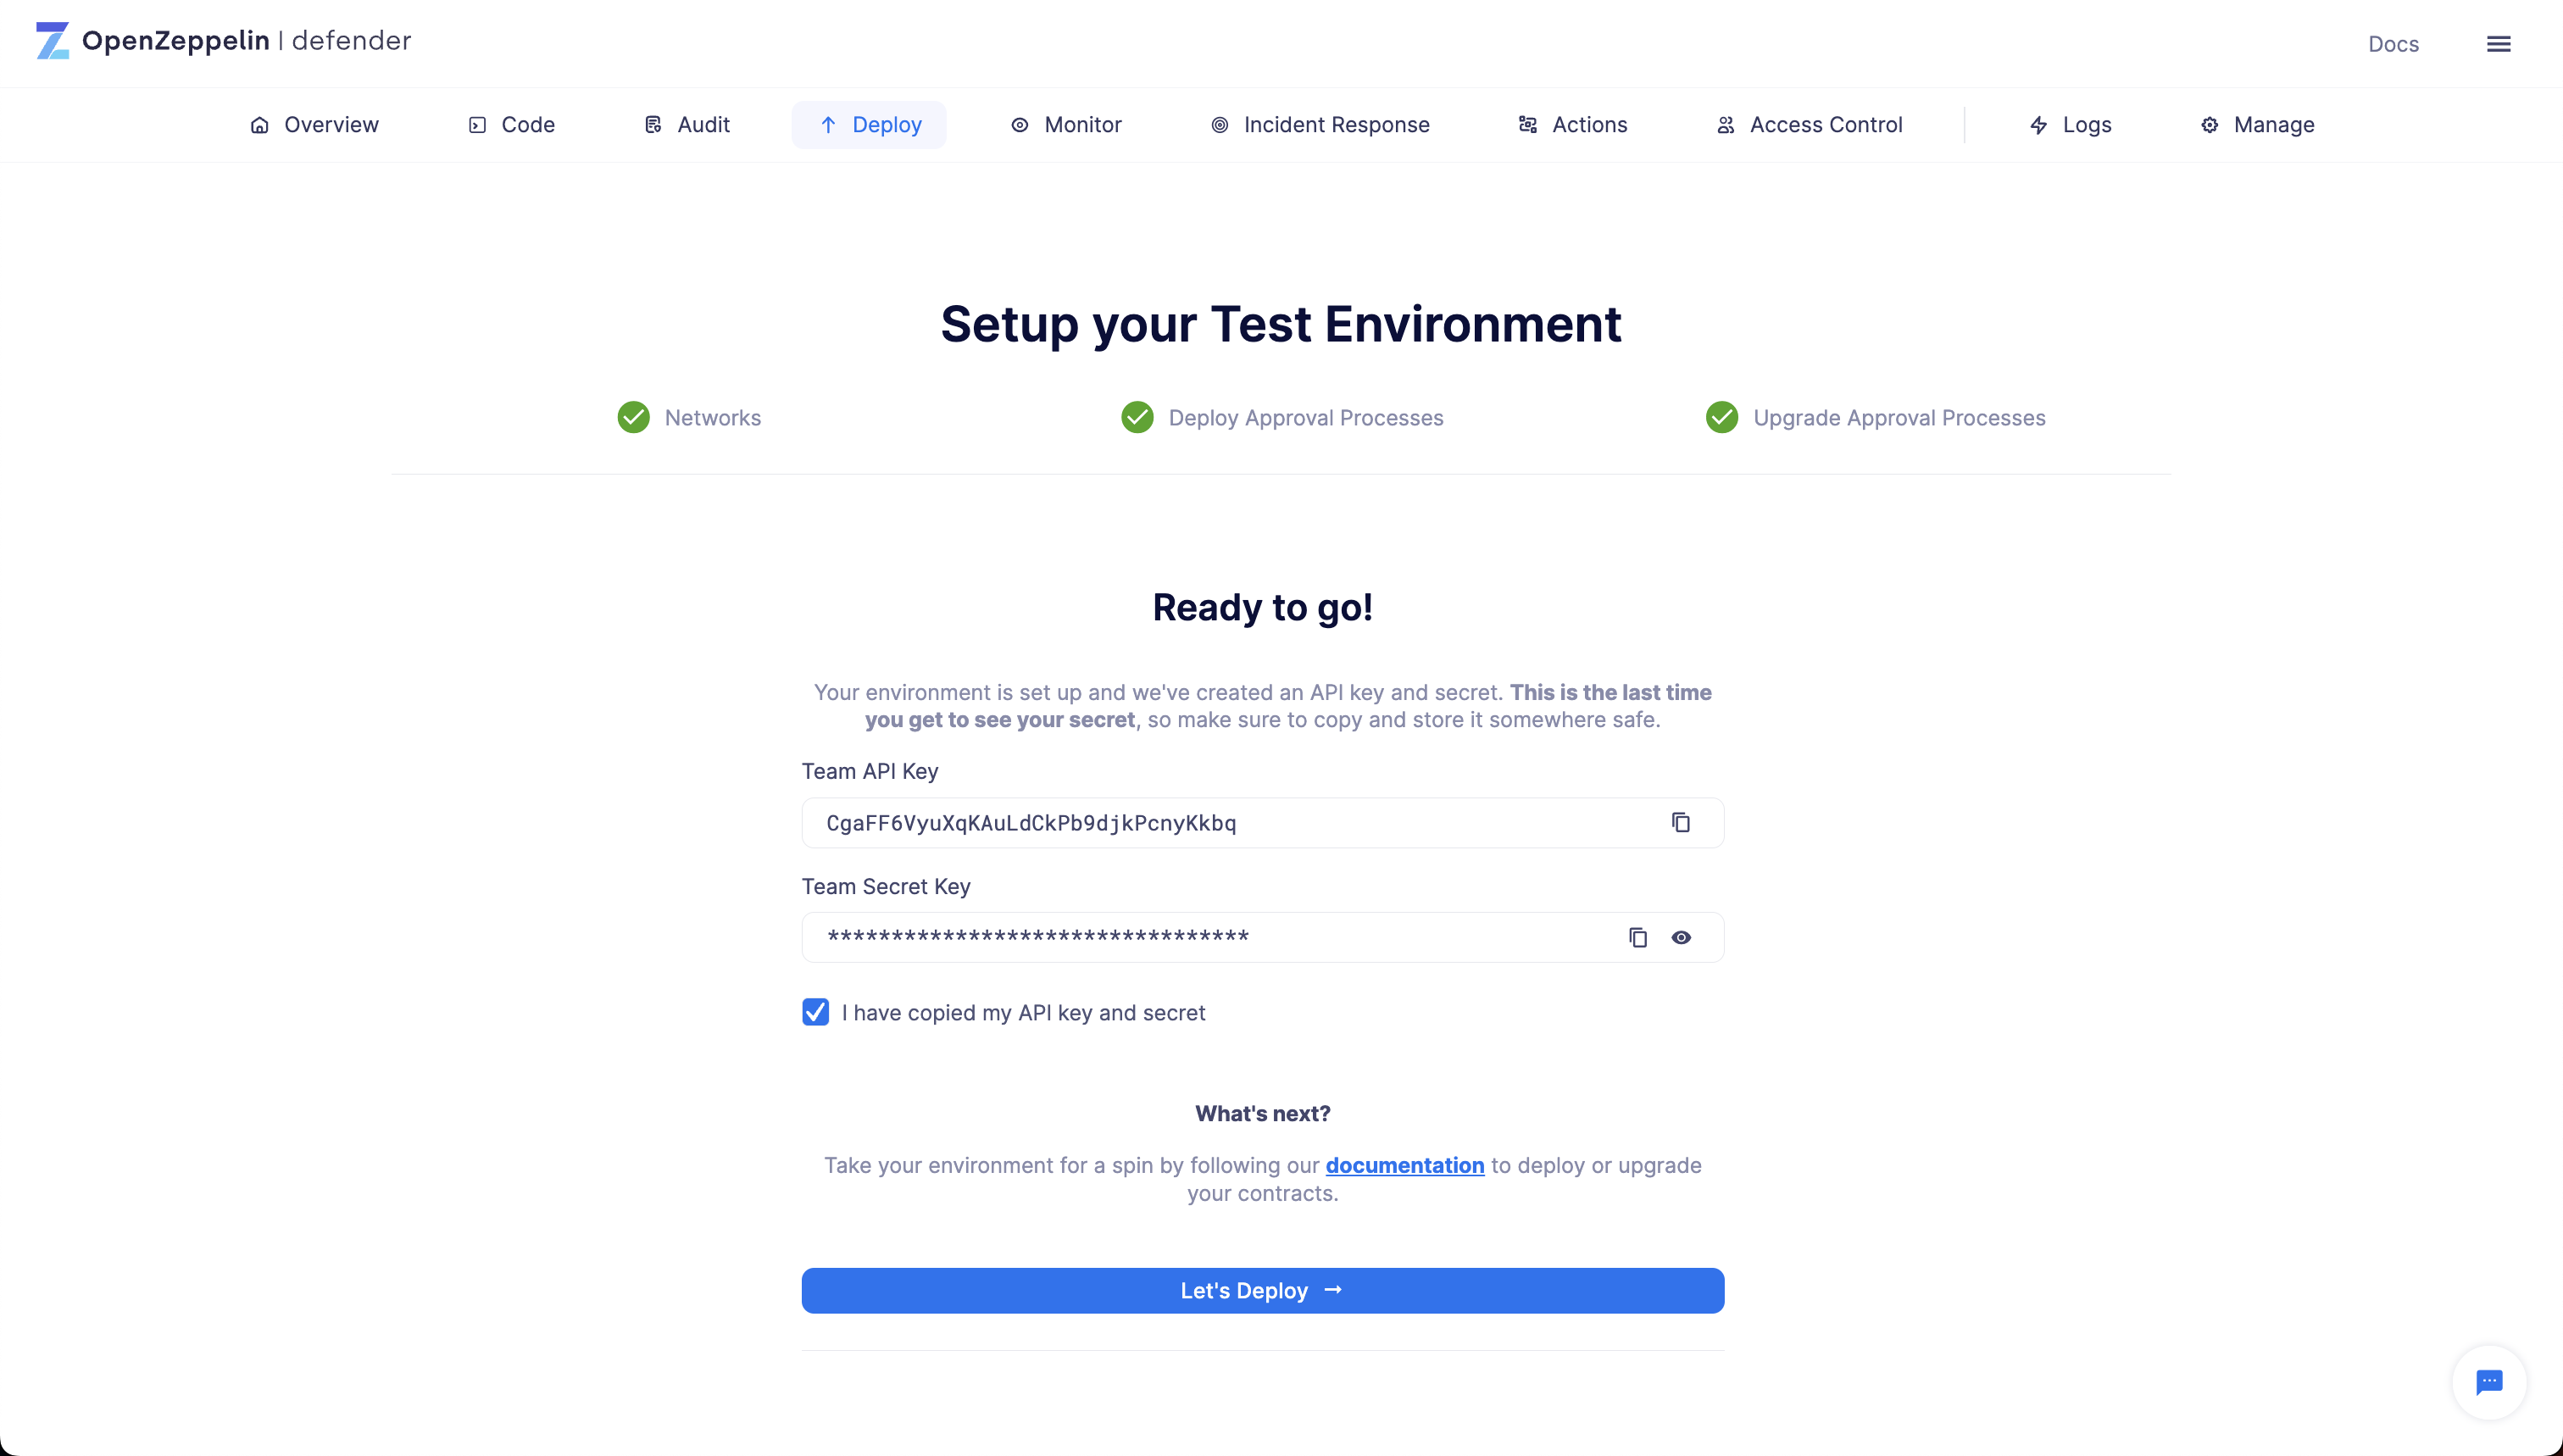 OpenZeppelin | defender
Docs
Overview
Code
Audit
Deploy
Monitor
Incident Response
Actions
Access Control
Logs
Manage
Setup your Test Environment
Networks
Deploy Approval Processes
Upgrade Approval Processes
Ready to go!
Your environment is set up and we've created an API key and secret. This is the last time
you get to see your secret, so make sure to copy and store it somewhere safe.
Team API Key
CgaFF6VyuXqKAuLdCkPb9djkPcnyKkbq
Team Secret Key
*********************************
I have copied my API key and secret
What's next?
Take your environment for a spin by following our documentation to deploy or upgrade
your contracts.
Let's Deploy →